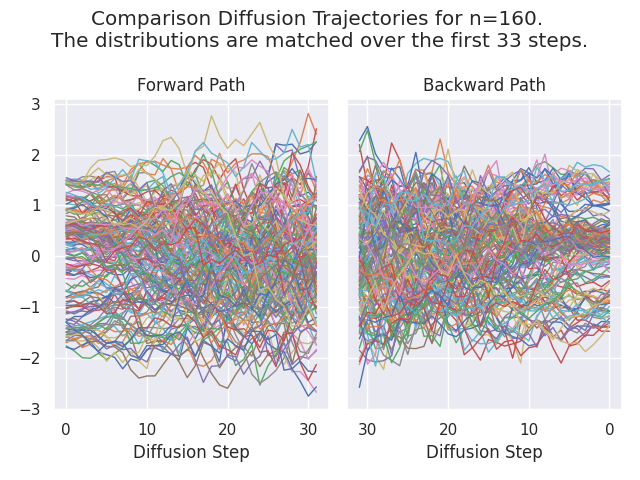 Comparison Diffusion Trajectories for n=160.
The distributions are matched over the first 33 steps.
Forward Path
Backward Path
3
2
1
0
−1
−2
−3
0 10 20 30
30 20 10 0
Diffusion Step
Diffusion Step